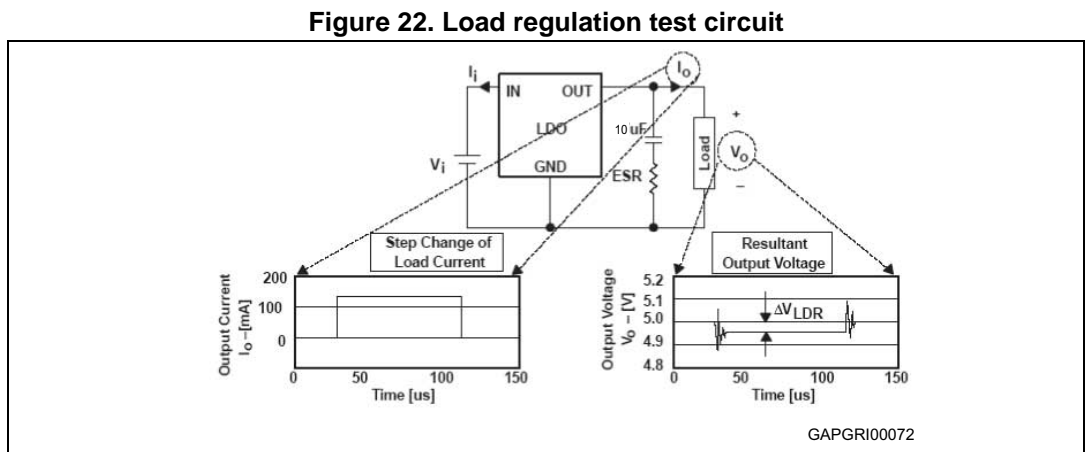 Figure 22. Load regulation test circuit
Ii
IN
OUT
Io
LDO
10 uF
Vi
GND
ESR
Load
+
Vo
–
Step Change of
Load Current
Resultant
Output Voltage
Output Current
Io –[mA]
200
100
0
0
50
100
150
Time [us]
Output Voltage
Vo – [V]
5.2
5.1
5.0
4.9
4.8
ΔVLDR
0
50
100
150
Time [us]
GAPGRI00072